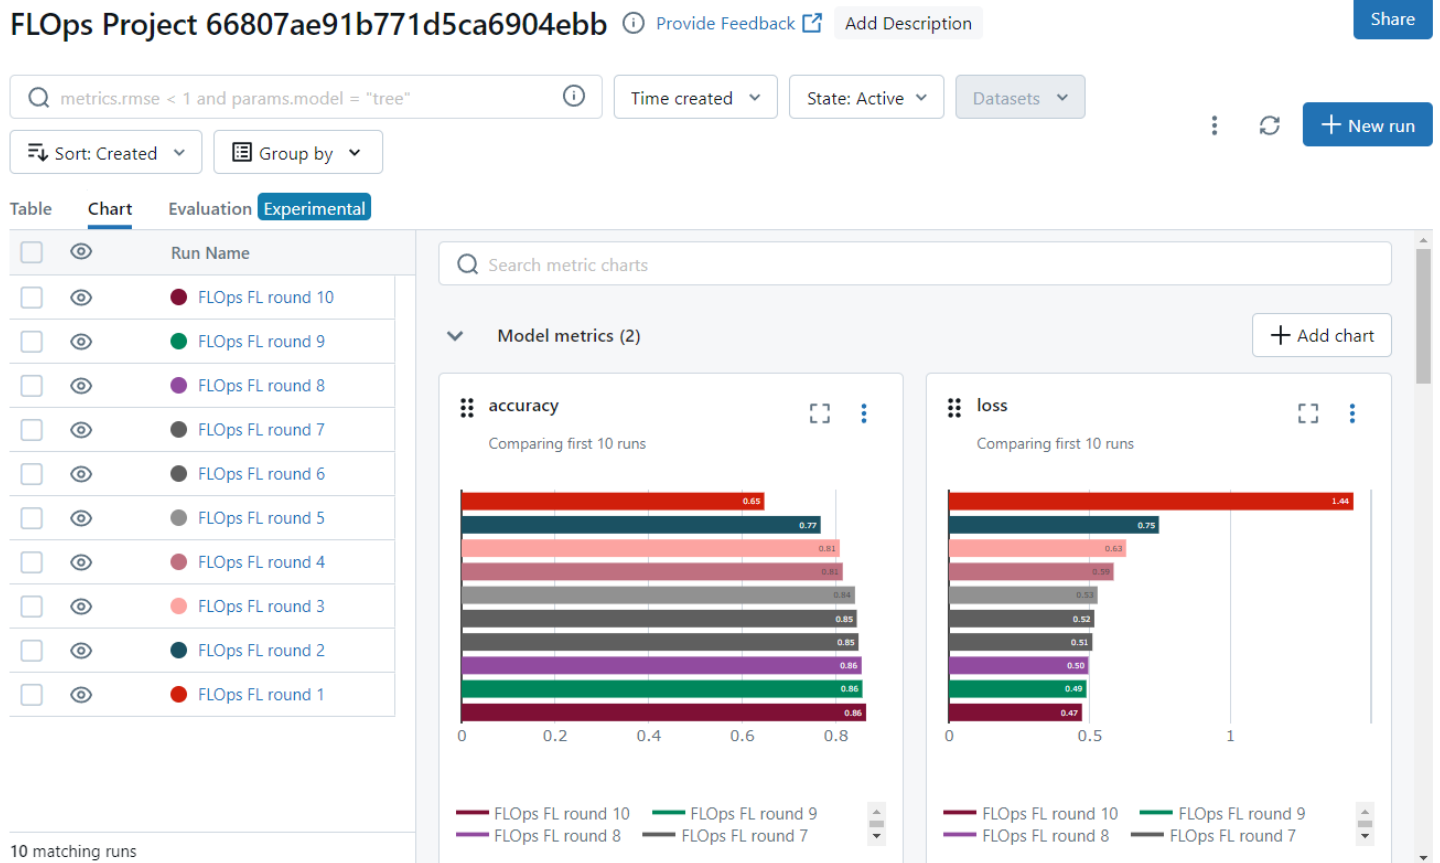 FLOps Project 66807ae91b771d5ca6904ebb Provide Feedback Add Description Share
metrics.rmse < 1 and params.model = "tree" Time created State: Active Datasets
New run
Sort: Created Group by
Table Chart Evaluation Experimental
Run Name
FLOps FL round 10
FLOps FL round 9
FLOps FL round 8
FLOps FL round 7
FLOps FL round 6
FLOps FL round 5
FLOps FL round 4
FLOps FL round 3
FLOps FL round 2
FLOps FL round 1
10 matching runs
Search metric charts
Model metrics (2) Add chart
accuracy
Comparing first 10 runs
0.65
0.77
0.81
0.82
0.84
0.85
0.85
0.86
0.86
0.86
0 0.2 0.4 0.6 0.8
FLOps FL round 10 FLOps FL round 9
FLOps FL round 8 FLOps FL round 7
loss
Comparing first 10 runs
1.44
0.75
0.63
0.59
0.53
0.52
0.51
0.50
0.49
0.47
0 0.5 1
FLOps FL round 10 FLOps FL round 9
FLOps FL round 8 FLOps FL round 7